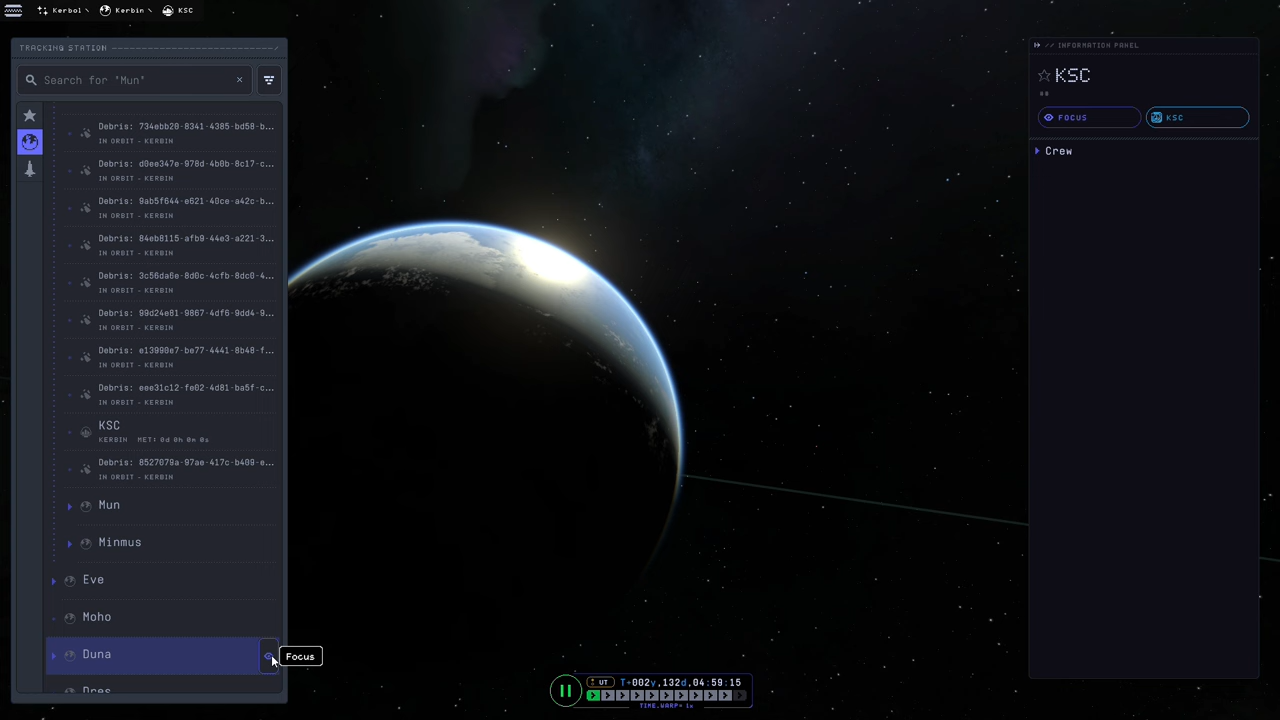 Kerbol \ Kerbin \ KSC
TRACKING STATION
Search for "Mun"
Debris: 734ebb20-8341-4385-bd58-b...
IN ORBIT - KERBIN
Debris: d0ee347e-978d-4b0b-8c17-c...
IN ORBIT - KERBIN
Debris: 9ab5f644-e621-40ce-a42c-b...
IN ORBIT - KERBIN
Debris: 84eb8115-afb9-44e3-a221-3...
IN ORBIT - KERBIN
Debris: 3c56da6e-8d0c-4cfb-8dc0-4...
IN ORBIT - KERBIN
Debris: 99d24e81-9867-4df6-9dd4-9...
IN ORBIT - KERBIN
Debris: e13990e7-be77-4441-8b48-f...
IN ORBIT - KERBIN
Debris: eee31c12-fe02-4d81-ba5f-c...
IN ORBIT - KERBIN
KSC
KERBIN MET: 0d 0h 0m 0s
Debris: 8527079a-97ae-417c-b409-e...
IN ORBIT - KERBIN
Mun
Minmus
Eve
Moho
Duna
Focus
Dres
// INFORMATION PANEL
KSC
FOCUS
KSC
Crew
UT T+002y,132d,04:59:15
TIME.WARP= 1x